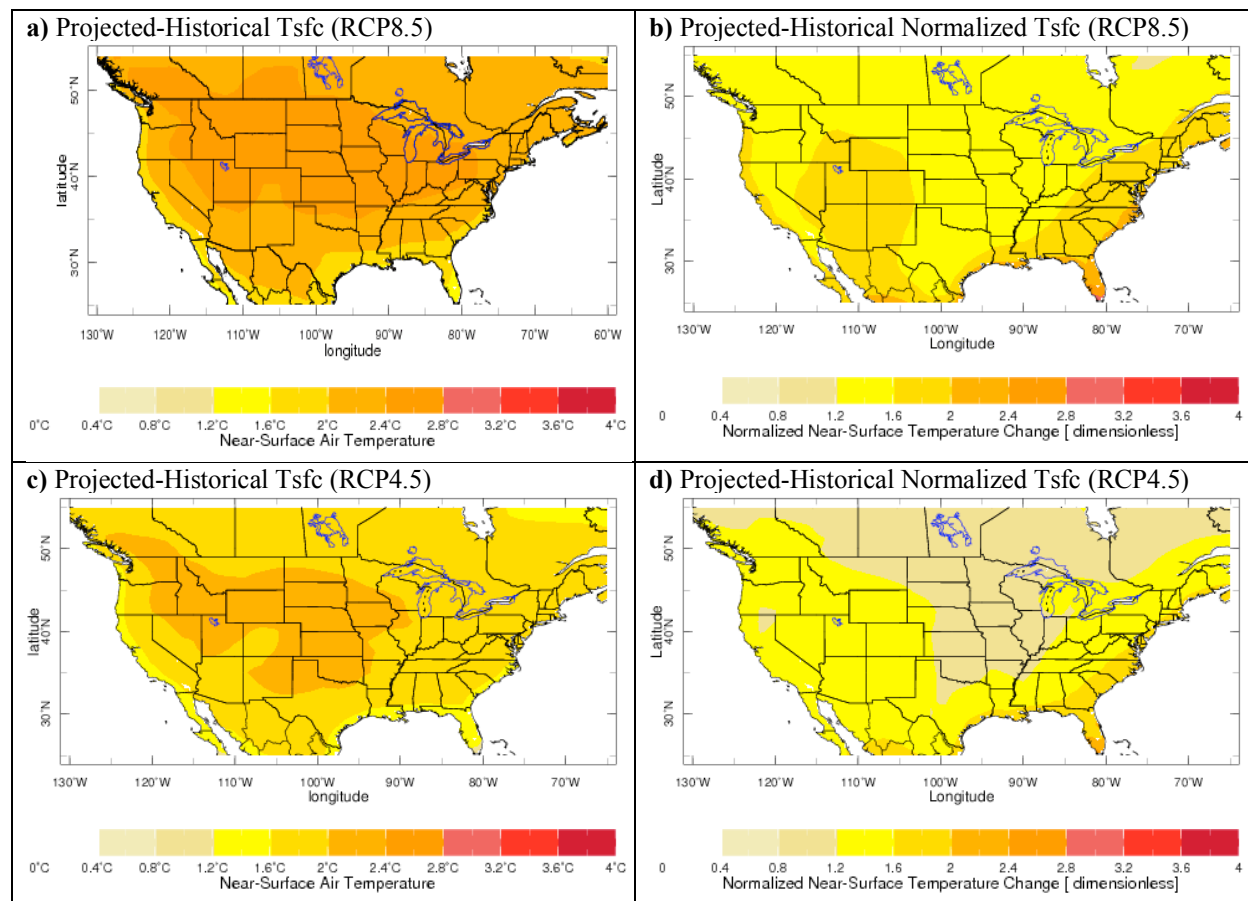 a) Projected-Historical Tsfc (RCP8.5)
50°N
40°N
30°N
latitude
130°W 120°W 110°W 100°W 90°W 80°W 70°W 60°W
longitude
0°C 0.4°C 0.8°C 1.2°C 1.6°C 2°C 2.4°C 2.8°C 3.2°C 3.6°C 4°C
Near-Surface Air Temperature
b) Projected-Historical Normalized Tsfc (RCP8.5)
50°N
40°N
30°N
Latitude
130°W 120°W 110°W 100°W 90°W 80°W 70°W
Longitude
0 0.4 0.8 1.2 1.6 2 2.4 2.8 3.2 3.6 4
Normalized Near-Surface Temperature Change [ dimensionless]
c) Projected-Historical Tsfc (RCP4.5)
50°N
40°N
30°N
latitude
130°W 120°W 110°W 100°W 90°W 80°W 70°W
longitude
0°C 0.4°C 0.8°C 1.2°C 1.6°C 2°C 2.4°C 2.8°C 3.2°C 3.6°C 4°C
Near-Surface Air Temperature
d) Projected-Historical Normalized Tsfc (RCP4.5)
50°N
40°N
30°N
Latitude
130°W 120°W 110°W 100°W 90°W 80°W 70°W
Longitude
0 0.4 0.8 1.2 1.6 2 2.4 2.8 3.2 3.6 4
Normalized Near-Surface Temperature Change [ dimensionless]